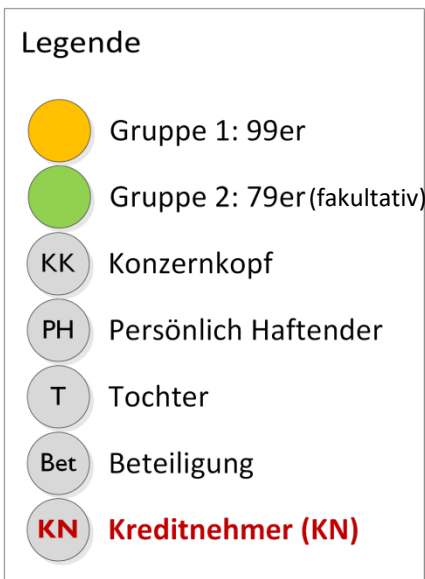 Legende
Gruppe 1: 99er
Gruppe 2: 79er (fakultativ)
KK Konzernkopf
PH Persönlich Haftender
T Tochter
Bet Beteiligung
KN Kreditnehmer (KN)